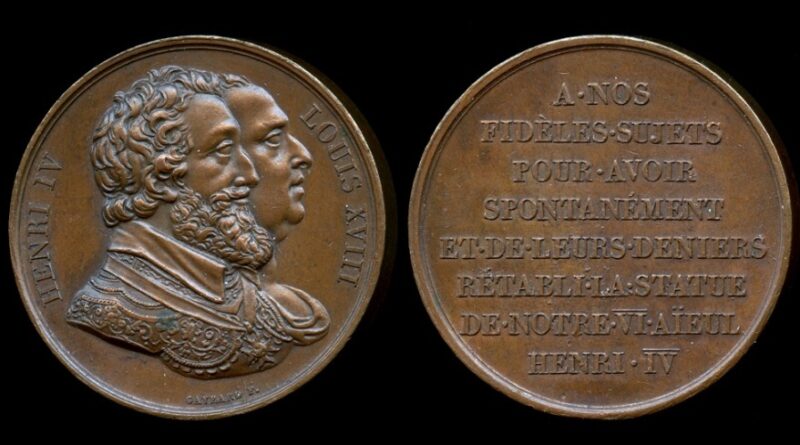 HENRI IV
LOUIS XVIII
GAYRARD F.
A·NOS
FIDÈLES·SUJETS
POUR·AVOIR
SPONTANÉMENT
ET·DE·LEURS·DENIERS
RÉTABLI·LA·STATUE
DE·NOTRE·VI·AÏEUL
HENRI·IV